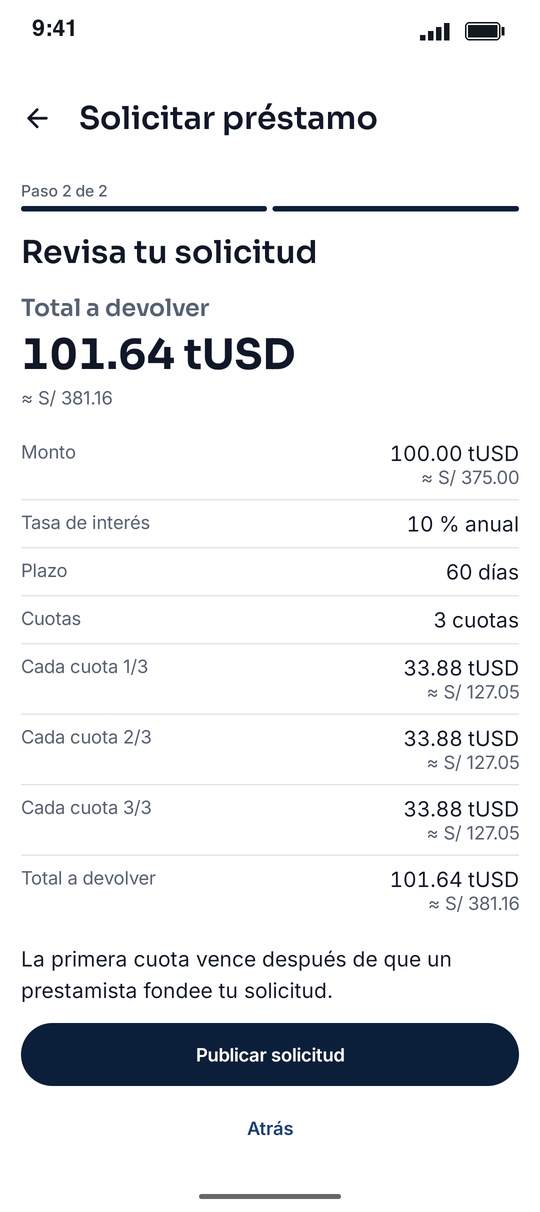 9:41
Solicitar préstamo
Paso 2 de 2
Revisa tu solicitud
Total a devolver
101.64 tUSD
≈ S/ 381.16
Monto
100.00 tUSD
≈ S/ 375.00
Tasa de interés
10 % anual
Plazo
60 días
Cuotas
3 cuotas
Cada cuota 1/3
33.88 tUSD
≈ S/ 127.05
Cada cuota 2/3
33.88 tUSD
≈ S/ 127.05
Cada cuota 3/3
33.88 tUSD
≈ S/ 127.05
Total a devolver
101.64 tUSD
≈ S/ 381.16
La primera cuota vence después de que un
prestamista fondee tu solicitud.
Publicar solicitud
Atrás